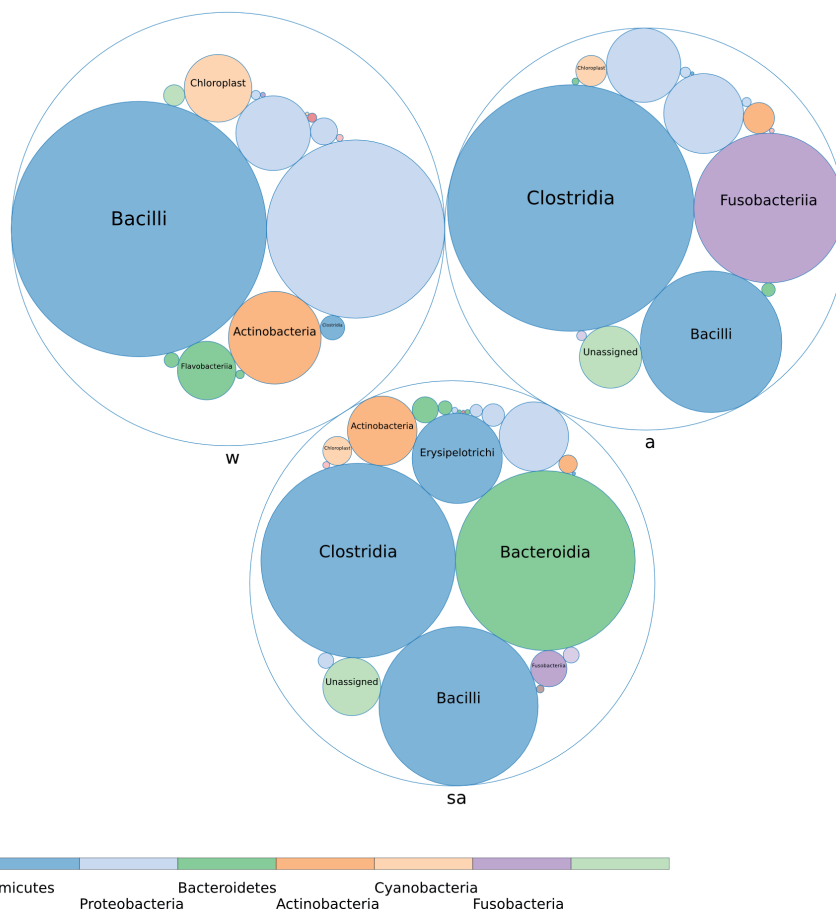 Chloroplast
Bacilli
Actinobacteria
Clostridia
Flavobacteriia
w
Chloroplast
Clostridia
Fusobacteriia
Bacilli
Unassigned
a
Actinobacteria
Chloroplast
Erysipelotrichi
Clostridia
Bacteroidia
Fusobacteriia
Unassigned
Bacilli
sa
micutes
Bacteroidetes
Cyanobacteria
Proteobacteria
Actinobacteria
Fusobacteria